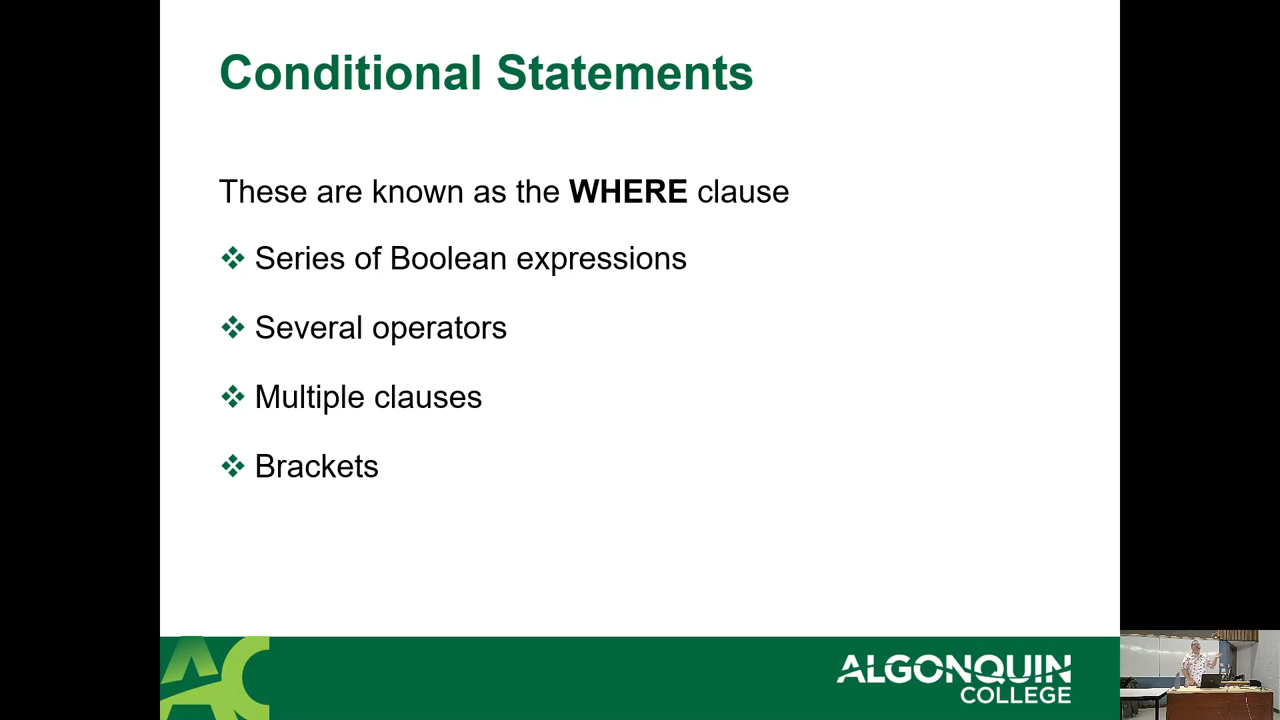 Conditional Statements
These are known as the WHERE clause
❖ Series of Boolean expressions
❖ Several operators
❖ Multiple clauses
❖ Brackets
AC
ALGONQUIN
COLLEGE